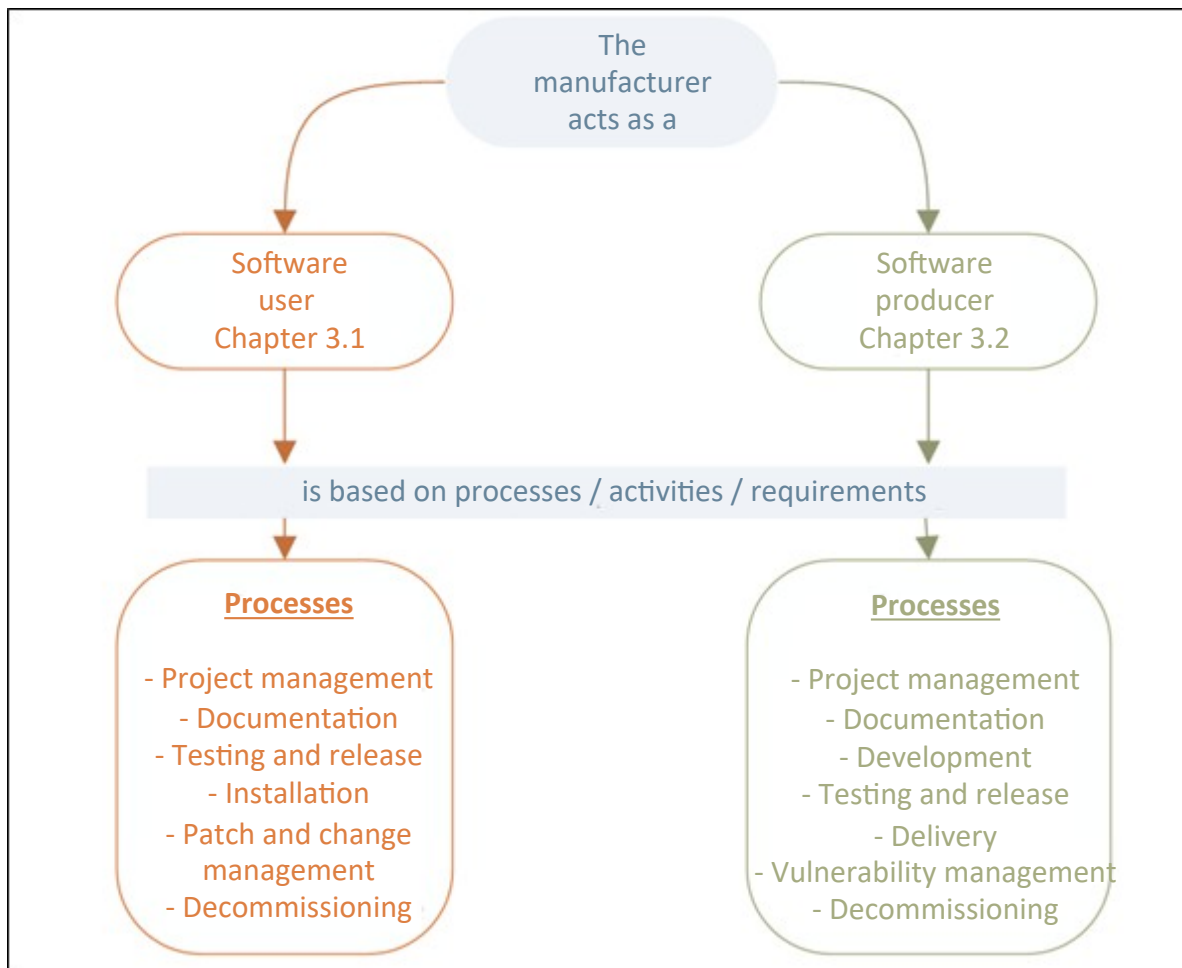 The
manufacturer
acts as a
Software
user
Chapter 3.1
Software
producer
Chapter 3.2
is based on processes / activities / requirements
Processes
- Project management
- Documentation
- Testing and release
- Installation
- Patch and change
management
- Decommissioning
Processes
- Project management
- Documentation
- Development
- Testing and release
- Delivery
- Vulnerability management
- Decommissioning